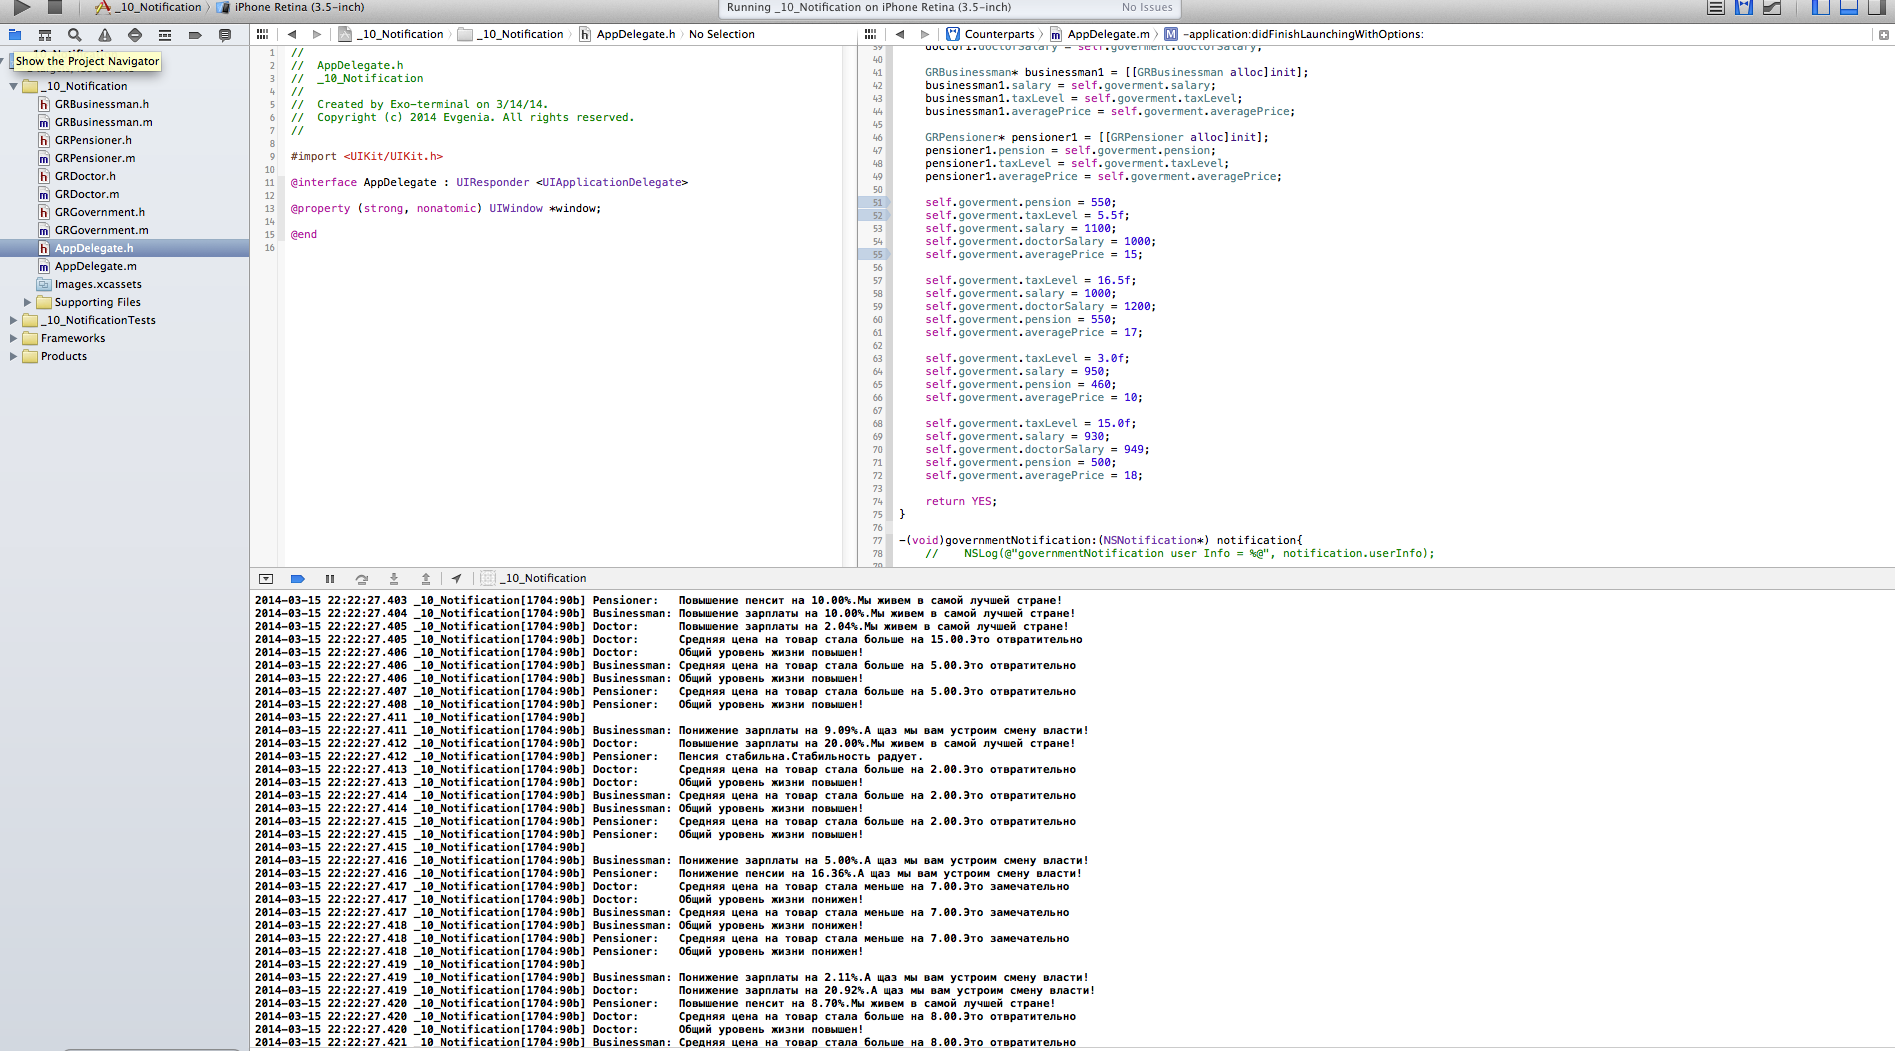 _10_Notification
iPhone Retina (3.5-inch)
Running _10_Notification on iPhone Retina (3.5-inch)
No Issues
Show the Project Navigator
_10_Notification
GRBusinessman.h
GRBusinessman.m
GRPensioner.h
GRPensioner.m
GRDoctor.h
GRDoctor.m
GRGovernment.h
GRGovernment.m
AppDelegate.h
AppDelegate.m
Images.xcassets
Supporting Files
_10_NotificationTests
Frameworks
Products
_10_Notification
_10_Notification
AppDelegate.h
No Selection
1 //
2 // AppDelegate.h
3 // _10_Notification
4 //
5 // Created by Exo-terminal on 3/14/14.
6 // Copyright (c) 2014 Evgenia. All rights reserved.
7 //
8
9 #import <UIKit/UIKit.h>
10
11 @interface AppDelegate : UIResponder <UIApplicationDelegate>
12
13 @property (strong, nonatomic) UIWindow *window;
14
15 @end
16
Counterparts
AppDelegate.m
-application:didFinishLaunchingWithOptions:
39 doctor1.doctorSalary = self.goverment.doctorSalary;
40
41 GRBusinessman* businessman1 = [[GRBusinessman alloc]init];
42 businessman1.salary = self.goverment.salary;
43 businessman1.taxLevel = self.goverment.taxLevel;
44 businessman1.averagePrice = self.goverment.averagePrice;
45
46 GRPensioner* pensioner1 = [[GRPensioner alloc]init];
47 pensioner1.pension = self.goverment.pension;
48 pensioner1.taxLevel = self.goverment.taxLevel;
49 pensioner1.averagePrice = self.goverment.averagePrice;
50
51 self.goverment.pension = 550;
52 self.goverment.taxLevel = 5.5f;
53 self.goverment.salary = 1100;
54 self.goverment.doctorSalary = 1000;
55 self.goverment.averagePrice = 15;
56
57 self.goverment.taxLevel = 16.5f;
58 self.goverment.salary = 1000;
59 self.goverment.doctorSalary = 1200;
60 self.goverment.pension = 550;
61 self.goverment.averagePrice = 17;
62
63 self.goverment.taxLevel = 3.0f;
64 self.goverment.salary = 950;
65 self.goverment.pension = 460;
66 self.goverment.averagePrice = 10;
67
68 self.goverment.taxLevel = 15.0f;
69 self.goverment.salary = 930;
70 self.goverment.doctorSalary = 949;
71 self.goverment.pension = 500;
72 self.goverment.averagePrice = 18;
73
74 return YES;
75 }
76
77 -(void)governmentNotification:(NSNotification*) notification{
78 // NSLog(@"governmentNotification user Info = %@", notification.userInfo);
_10_Notification
2014-03-15 22:22:27.403 _10_Notification[1704:90b] Pensioner: Повышение пенсит на 10.00%.Мы живем в самой лучшей стране!
2014-03-15 22:22:27.404 _10_Notification[1704:90b] Businessman: Повышение зарплаты на 10.00%.Мы живем в самой лучшей стране!
2014-03-15 22:22:27.405 _10_Notification[1704:90b] Doctor: Повышение зарплаты на 2.04%.Мы живем в самой лучшей стране!
2014-03-15 22:22:27.405 _10_Notification[1704:90b] Doctor: Средняя цена на товар стала больше на 15.00.Это отвратительно
2014-03-15 22:22:27.406 _10_Notification[1704:90b] Doctor: Общий уровень жизни повышен!
2014-03-15 22:22:27.406 _10_Notification[1704:90b] Businessman: Средняя цена на товар стала больше на 5.00.Это отвратительно
2014-03-15 22:22:27.406 _10_Notification[1704:90b] Businessman: Общий уровень жизни повышен!
2014-03-15 22:22:27.407 _10_Notification[1704:90b] Pensioner: Средняя цена на товар стала больше на 5.00.Это отвратительно
2014-03-15 22:22:27.408 _10_Notification[1704:90b] Pensioner: Общий уровень жизни повышен!
2014-03-15 22:22:27.411 _10_Notification[1704:90b]
2014-03-15 22:22:27.411 _10_Notification[1704:90b] Businessman: Понижение зарплаты на 9.09%.А щаз мы вам устроим смену власти!
2014-03-15 22:22:27.412 _10_Notification[1704:90b] Doctor: Повышение зарплаты на 20.00%.Мы живем в самой лучшей стране!
2014-03-15 22:22:27.412 _10_Notification[1704:90b] Pensioner: Пенсия стабильна.Стабильность радует.
2014-03-15 22:22:27.413 _10_Notification[1704:90b] Doctor: Средняя цена на товар стала больше на 2.00.Это отвратительно
2014-03-15 22:22:27.413 _10_Notification[1704:90b] Doctor: Общий уровень жизни повышен!
2014-03-15 22:22:27.414 _10_Notification[1704:90b] Businessman: Средняя цена на товар стала больше на 2.00.Это отвратительно
2014-03-15 22:22:27.414 _10_Notification[1704:90b] Businessman: Общий уровень жизни повышен!
2014-03-15 22:22:27.415 _10_Notification[1704:90b] Pensioner: Средняя цена на товар стала больше на 2.00.Это отвратительно
2014-03-15 22:22:27.415 _10_Notification[1704:90b] Pensioner: Общий уровень жизни повышен!
2014-03-15 22:22:27.415 _10_Notification[1704:90b]
2014-03-15 22:22:27.416 _10_Notification[1704:90b] Businessman: Понижение зарплаты на 5.00%.А щаз мы вам устроим смену власти!
2014-03-15 22:22:27.416 _10_Notification[1704:90b] Pensioner: Понижение пенсии на 16.36%.А щаз мы вам устроим смену власти!
2014-03-15 22:22:27.417 _10_Notification[1704:90b] Doctor: Средняя цена на товар стала меньше на 7.00.Это замечательно
2014-03-15 22:22:27.417 _10_Notification[1704:90b] Doctor: Общий уровень жизни понижен!
2014-03-15 22:22:27.417 _10_Notification[1704:90b] Businessman: Средняя цена на товар стала меньше на 7.00.Это замечательно
2014-03-15 22:22:27.418 _10_Notification[1704:90b] Businessman: Общий уровень жизни понижен!
2014-03-15 22:22:27.418 _10_Notification[1704:90b] Pensioner: Средняя цена на товар стала меньше на 7.00.Это замечательно
2014-03-15 22:22:27.418 _10_Notification[1704:90b] Pensioner: Общий уровень жизни понижен!
2014-03-15 22:22:27.419 _10_Notification[1704:90b]
2014-03-15 22:22:27.419 _10_Notification[1704:90b] Businessman: Понижение зарплаты на 2.11%.А щаз мы вам устроим смену власти!
2014-03-15 22:22:27.419 _10_Notification[1704:90b] Doctor: Понижение зарплаты на 20.92%.А щаз мы вам устроим смену власти!
2014-03-15 22:22:27.420 _10_Notification[1704:90b] Pensioner: Повышение пенсит на 8.70%.Мы живем в самой лучшей стране!
2014-03-15 22:22:27.420 _10_Notification[1704:90b] Doctor: Средняя цена на товар стала больше на 8.00.Это отвратительно
2014-03-15 22:22:27.420 _10_Notification[1704:90b] Doctor: Общий уровень жизни повышен!
2014-03-15 22:22:27.421 _10_Notification[1704:90b] Businessman: Средняя цена на товар стала больше на 8.00.Это отвратительно